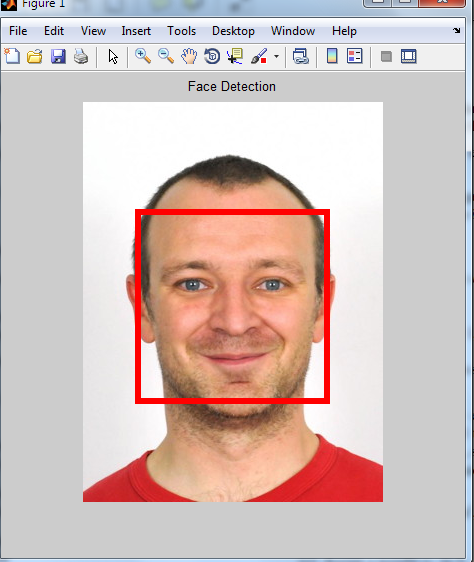 Figure 1
File Edit View Insert Tools Desktop Window Help
Face Detection